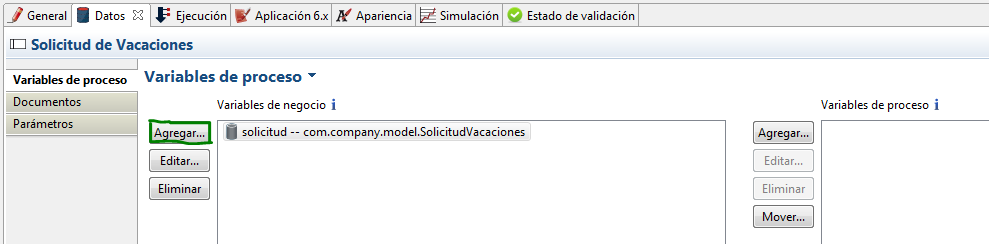 General Datos Ejecución Aplicación 6.x Apariencia Simulación Estado de validación
Solicitud de Vacaciones
Variables de proceso
Documentos
Parámetros
Variables de proceso
Variables de negocio i
Agregar...
Editar...
Eliminar
solicitud -- com.company.model.SolicitudVacaciones
Variables de proceso i
Agregar...
Editar...
Eliminar
Mover...